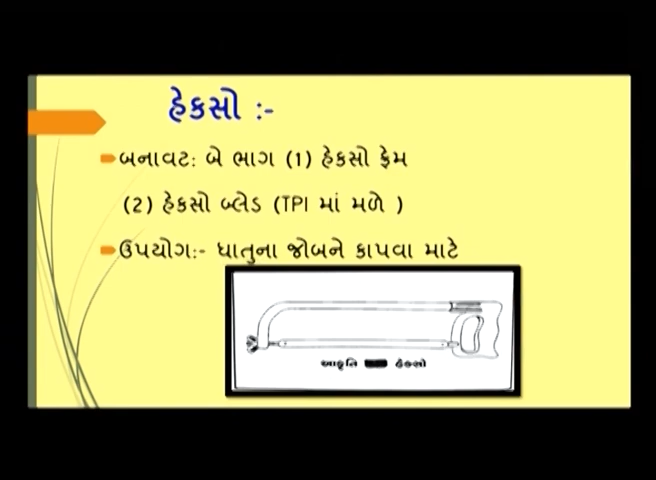 હેકસો :-
બનાવટ: બે ભાગ (1) હેકસો ફ્રેમ
(2) હેકસો બ્લેડ (TPI માં મળે )
ઉપયોગ:- ધાતુના જોબને કાપવા માટે
આકૃતિ હેકસો